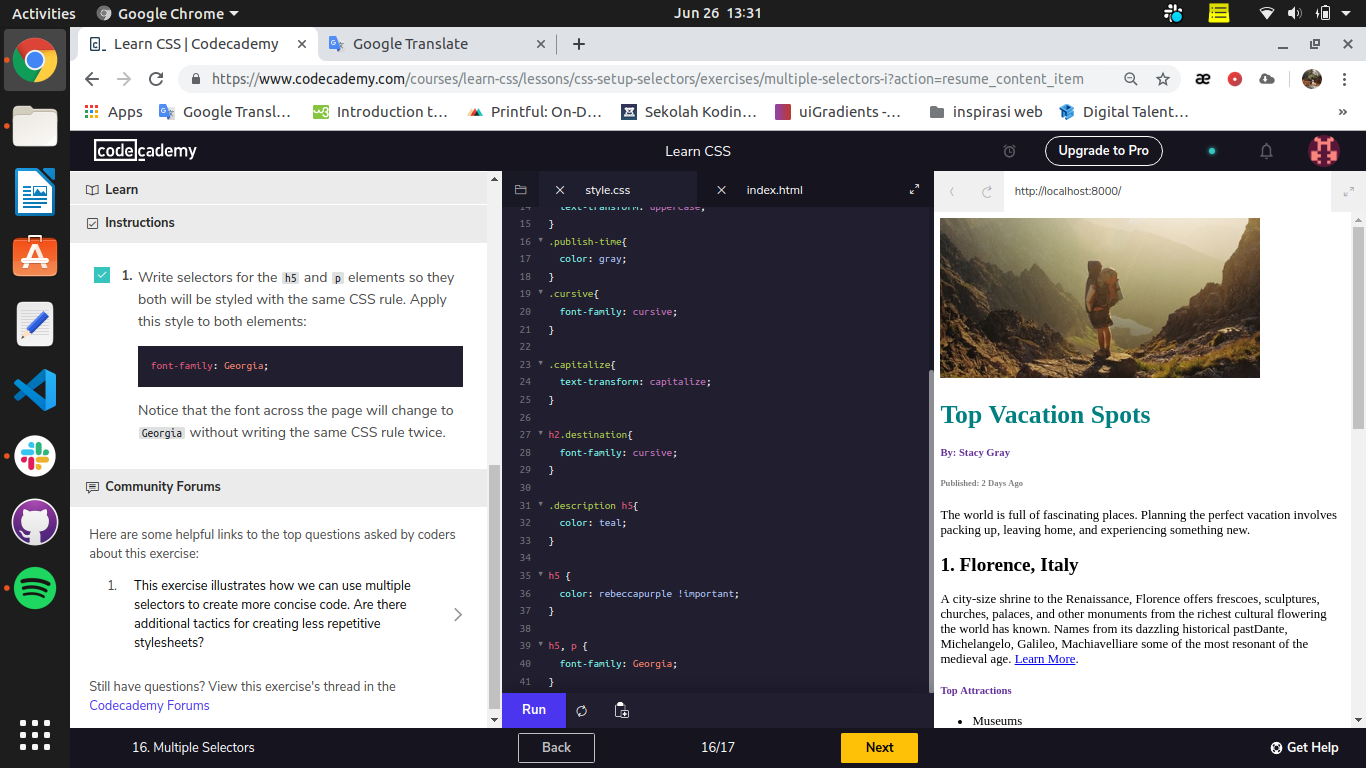 Activities
Google Chrome
Jun 26 13:31
Learn CSS | Codecademy
Google Translate
https://www.codecademy.com/courses/learn-css/lessons/css-setup-selectors/exercises/multiple-selectors-i?action=resume_content_item
Apps
Google Transl…
Introduction t…
Printful: On-D…
Sekolah Kodin…
uiGradients -…
inspirasi web
Digital Talent…
»
codecademy
Learn CSS
Upgrade to Pro
Learn
Instructions
1. Write selectors for the h5 and p elements so they
both will be styled with the same CSS rule. Apply
this style to both elements:
font-family: Georgia;
Notice that the font across the page will change to
Georgia without writing the same CSS rule twice.
Community Forums
Here are some helpful links to the top questions asked by coders
about this exercise:
1. This exercise illustrates how we can use multiple
selectors to create more concise code. Are there
additional tactics for creating less repetitive
stylesheets?
Still have questions? View this exercise's thread in the
Codecademy Forums
style.css
index.html
14 text-transform: uppercase;
15 }
16 .publish-time{
17 color: gray;
18 }
19 .cursive{
20 font-family: cursive;
21 }
22
23 .capitalize{
24 text-transform: capitalize;
25 }
26
27 h2.destination{
28 font-family: cursive;
29 }
30
31 .description h5{
32 color: teal;
33 }
34
35 h5 {
36 color: rebeccapurple !important;
37 }
38
39 h5, p {
40 font-family: Georgia;
41 }
Run
http://localhost:8000/
Top Vacation Spots
By: Stacy Gray
Published: 2 Days Ago
The world is full of fascinating places. Planning the perfect vacation involves
packing up, leaving home, and experiencing something new.
1. Florence, Italy
A city-size shrine to the Renaissance, Florence offers frescoes, sculptures,
churches, palaces, and other monuments from the richest cultural flowering
the world has known. Names from its dazzling historical pastDante,
Michelangelo, Galileo, Machiavelliare some of the most resonant of the
medieval age. Learn More.
Top Attractions
• Museums
16. Multiple Selectors
Back
16/17
Next
Get Help